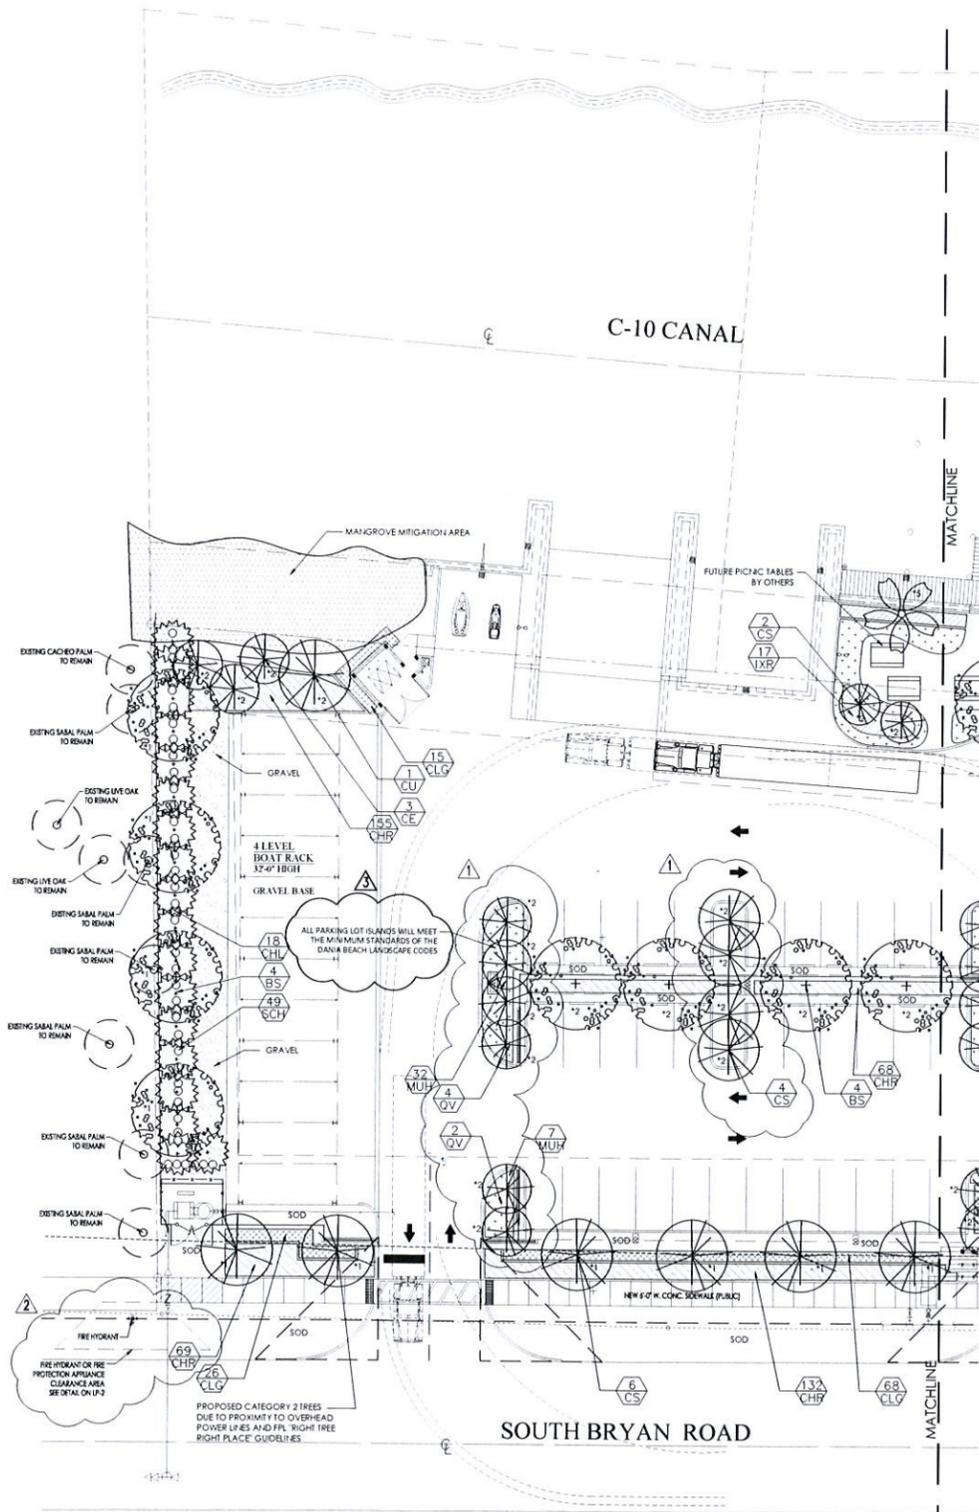 C-10 CANAL
MATCHLINE
MANGROVE MITIGATION AREA
FUTURE PICNIC TABLES
BY OTHERS
2
CS
17
IXR
EXISTING CACHEO PALM
TO REMAIN
EXISTING SABAL PALM
TO REMAIN
GRAVEL
15
CLG
1
CU
3
CE
155
CHR
EXISTING LIVE OAK
TO REMAIN
4 LEVEL
BOAT RACK
32'-0" HIGH
GRAVEL BASE
EXISTING LIVE OAK
TO REMAIN
3
1
1
EXISTING SABAL PALM
TO REMAIN
ALL PARKING LOT ISLANDS WILL MEET
THE MINIMUM STANDARDS OF THE
DANIA BEACH LANDSCAPE CODES
18
CHL
EXISTING SABAL PALM
TO REMAIN
4
BS
49
SCH
SOD
SOD
SOD
SOD
EXISTING SABAL PALM
TO REMAIN
GRAVEL
32
MUH
4
QV
4
CS
4
BS
68
CHR
2
QV
7
MUH
EXISTING SABAL PALM
TO REMAIN
EXISTING SABAL PALM
TO REMAIN
SOD
SOD
SOD
SOD
NEW 6'-0" W. CONC. SIDEWALK (PUBLIC)
2
FIRE HYDRANT
SOD
SOD
FIRE HYDRANT OR FIRE
PROTECTION APPLIANCE
CLEARANCE AREA
SEE DETAIL ON LP-2
69
CHR
26
CLG
6
CS
132
CHR
68
CLG
MATCHLINE
PROPOSED CATEGORY 2 TREES
DUE TO PROXIMITY TO OVERHEAD
POWER LINES AND FPL "RIGHT TREE
RIGHT PLACE" GUIDELINES
SOUTH BRYAN ROAD